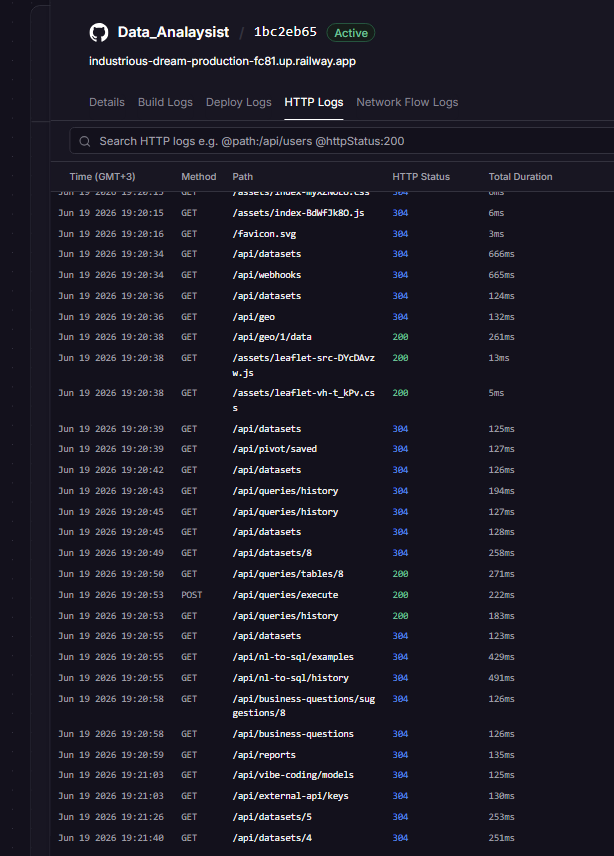 Data_Analaysist / 1bc2eb65 Active
industrious-dream-production-fc81.up.railway.app
Details Build Logs Deploy Logs HTTP Logs Network Flow Logs
Search HTTP logs e.g. @path:/api/users @httpStatus:200
Time (GMT+3) Method Path HTTP Status Total Duration
Jun 19 2026 19:20:15 GET 304
Jun 19 2026 19:20:15 GET /assets/index-BdWfJk8O.js 304 6ms
Jun 19 2026 19:20:16 GET /favicon.svg 304 3ms
Jun 19 2026 19:20:34 GET /api/datasets 304 666ms
Jun 19 2026 19:20:34 GET /api/webhooks 304 665ms
Jun 19 2026 19:20:36 GET /api/datasets 304 124ms
Jun 19 2026 19:20:36 GET /api/geo 304 132ms
Jun 19 2026 19:20:38 GET /api/geo/1/data 200 261ms
Jun 19 2026 19:20:38 GET /assets/leaflet-src-DYcDAvz 200 13ms
w.js
Jun 19 2026 19:20:38 GET /assets/leaflet-vh-t_kPv.cs 200 5ms
s
Jun 19 2026 19:20:39 GET /api/datasets 304 125ms
Jun 19 2026 19:20:39 GET /api/pivot/saved 304 127ms
Jun 19 2026 19:20:42 GET /api/datasets 304 126ms
Jun 19 2026 19:20:43 GET /api/queries/history 304 194ms
Jun 19 2026 19:20:45 GET /api/queries/history 304 127ms
Jun 19 2026 19:20:45 GET /api/datasets 304 128ms
Jun 19 2026 19:20:49 GET /api/datasets/8 304 258ms
Jun 19 2026 19:20:50 GET /api/queries/tables/8 200 271ms
Jun 19 2026 19:20:53 POST /api/queries/execute 200 222ms
Jun 19 2026 19:20:53 GET /api/queries/history 200 183ms
Jun 19 2026 19:20:55 GET /api/datasets 304 123ms
Jun 19 2026 19:20:55 GET /api/nl-to-sql/examples 304 429ms
Jun 19 2026 19:20:55 GET /api/nl-to-sql/history 304 491ms
Jun 19 2026 19:20:58 GET /api/business-questions/sug 304 126ms
gestions/8
Jun 19 2026 19:20:58 GET /api/business-questions 304 126ms
Jun 19 2026 19:20:59 GET /api/reports 304 135ms
Jun 19 2026 19:21:03 GET /api/vibe-coding/models 304 125ms
Jun 19 2026 19:21:03 GET /api/external-api/keys 304 130ms
Jun 19 2026 19:21:26 GET /api/datasets/5 304 253ms
Jun 19 2026 19:21:40 GET /api/datasets/4 304 251ms